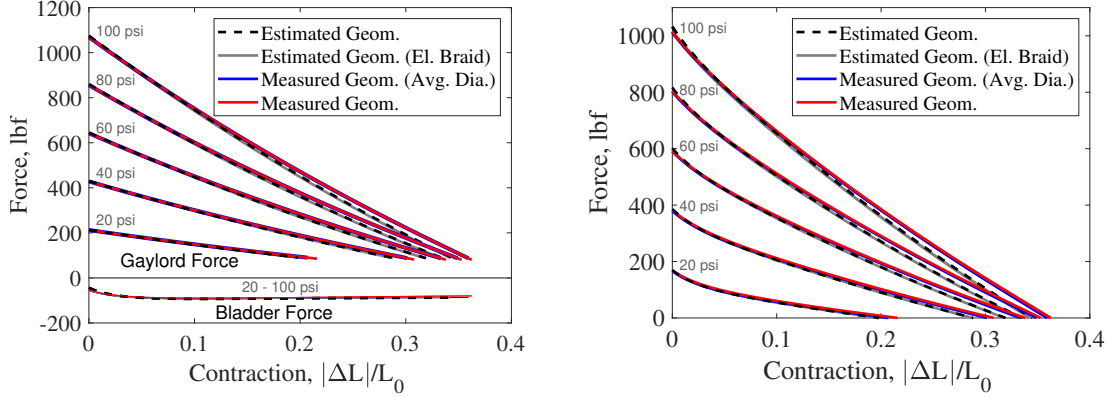 1200
1000
800
600
400
200
0
-200
Force, lbf
100 psi
80 psi
60 psi
40 psi
20 psi
Estimated Geom.
Estimated Geom. (El. Braid)
Measured Geom. (Avg. Dia.)
Measured Geom.
Gaylord Force
20 - 100 psi
Bladder Force
0 0.1 0.2 0.3 0.4
Contraction, |ΔL|/L0
1000
800
600
400
200
0
Force, lbf
100 psi
80 psi
60 psi
40 psi
20 psi
Estimated Geom.
Estimated Geom. (El. Braid)
Measured Geom. (Avg. Dia.)
Measured Geom.
0 0.1 0.2 0.3 0.4
Contraction, |ΔL|/L0